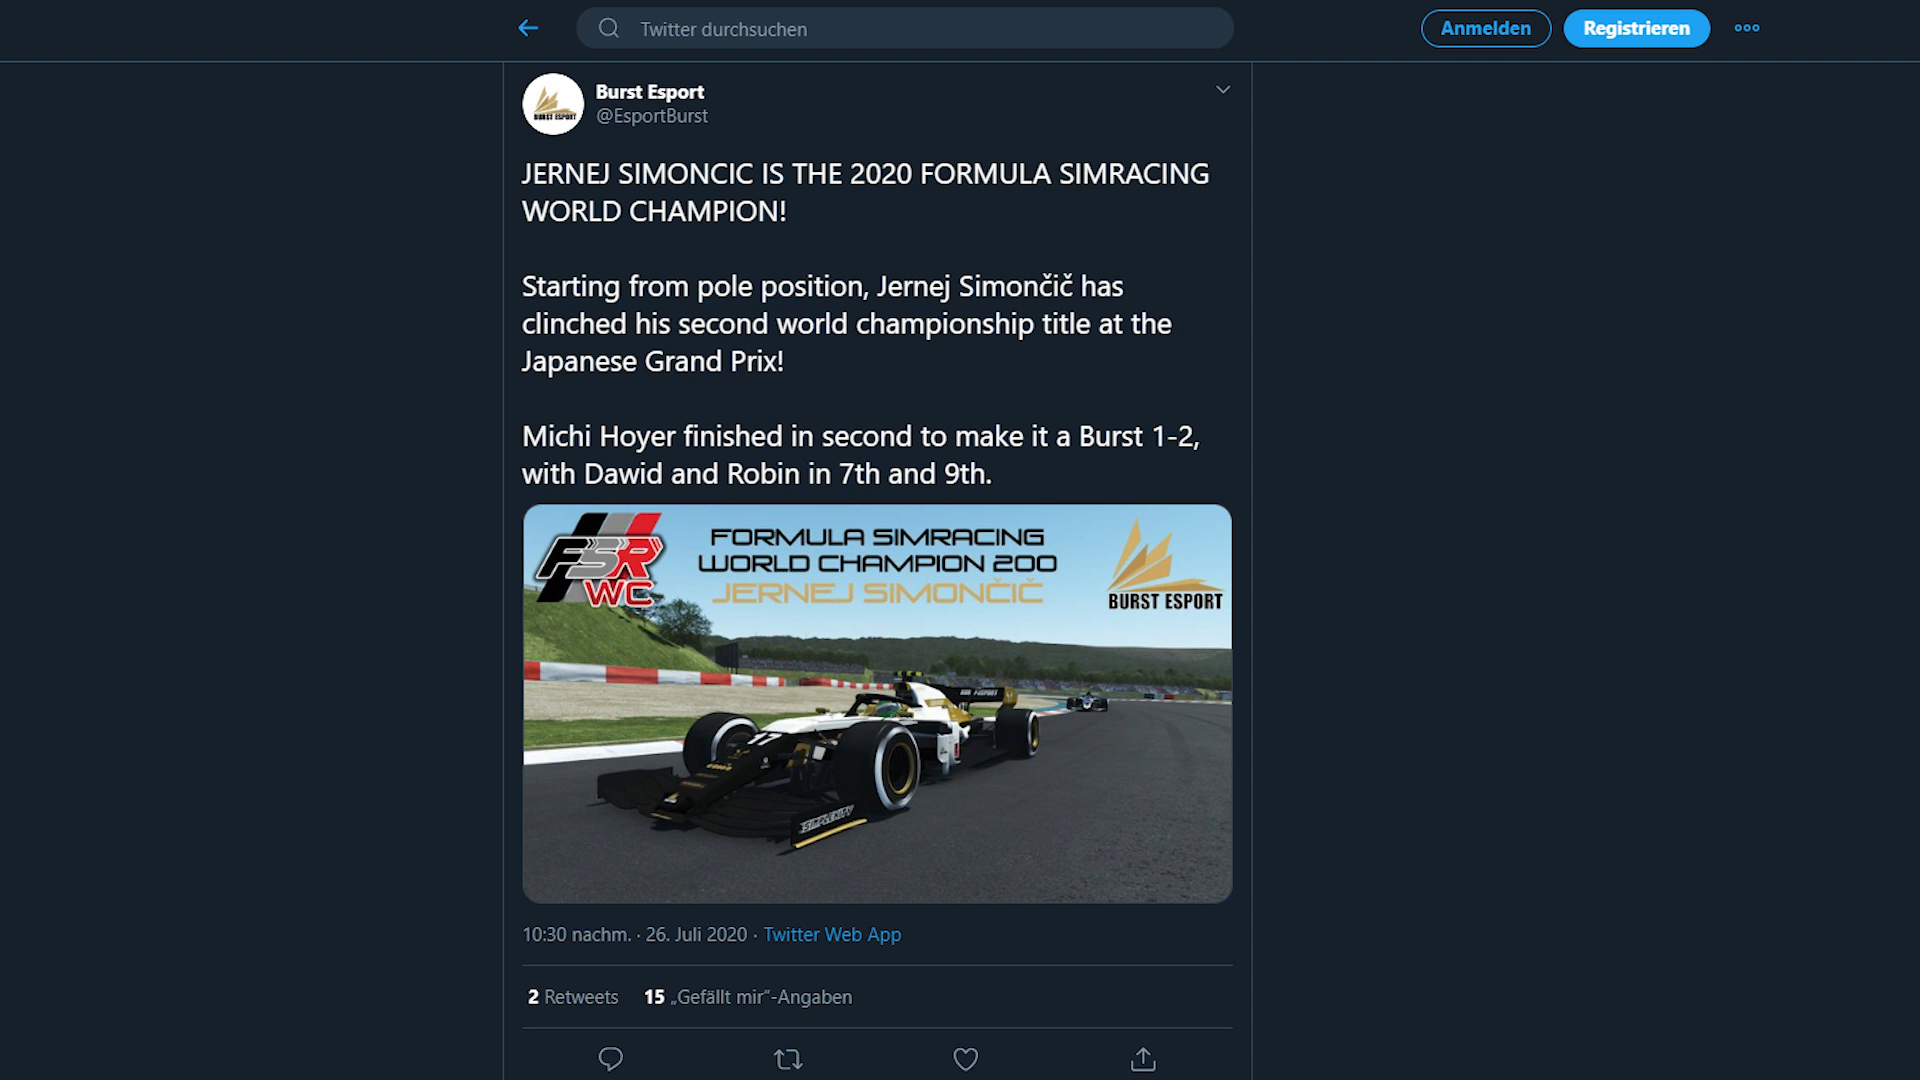 Twitter durchsuchen
Anmelden
Registrieren
Burst Esport
@EsportBurst
BURST ESPORT
JERNEJ SIMONCIC IS THE 2020 FORMULA SIMRACING
WORLD CHAMPION!
Starting from pole position, Jernej Simončič has
clinched his second world championship title at the
Japanese Grand Prix!
Michi Hoyer finished in second to make it a Burst 1-2,
with Dawid and Robin in 7th and 9th.
FSR
WC
FORMULA SIMRACING
WORLD CHAMPION 200
JERNEJ SIMONČIČ
BURST ESPORT
17
SIMPLEXITY
10:30 nachm. · 26. Juli 2020 · Twitter Web App
2 Retweets 15 „Gefällt mir“-Angaben